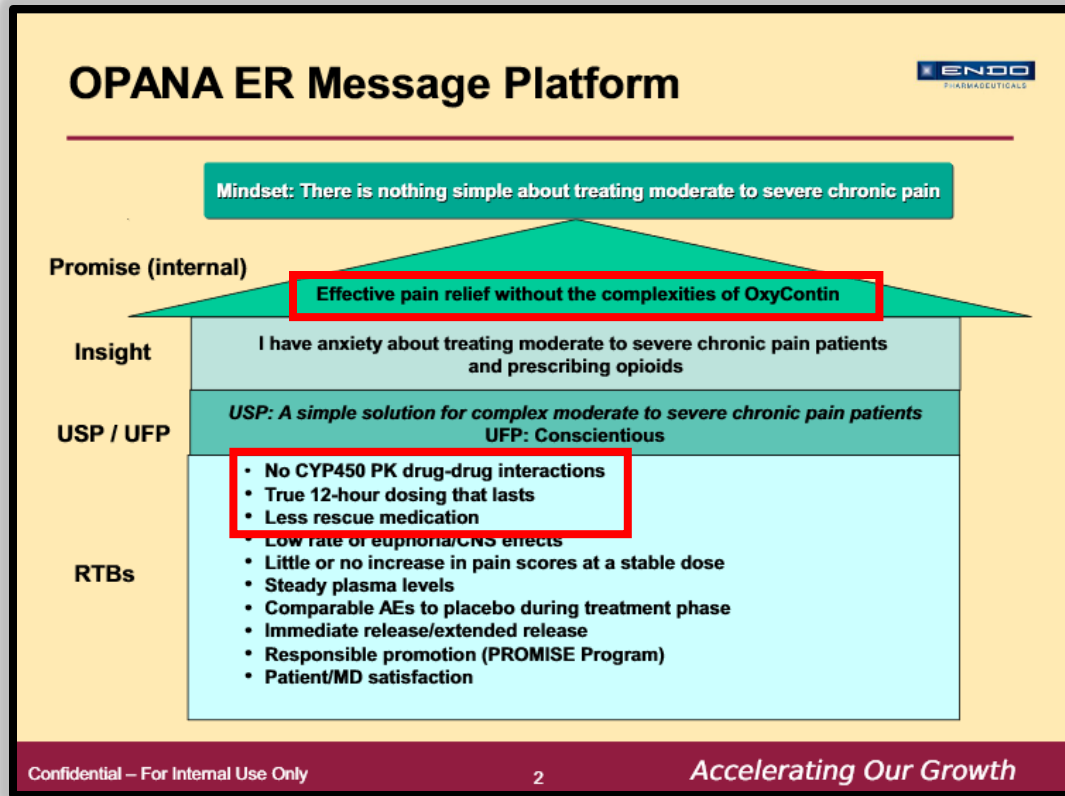 OPANA ER Message Platform
ENDO
PHARMACEUTICALS
Mindset: There is nothing simple about treating moderate to severe chronic pain
Promise (internal)
Effective pain relief without the complexities of OxyContin
Insight
I have anxiety about treating moderate to severe chronic pain patients
and prescribing opioids
USP / UFP
USP: A simple solution for complex moderate to severe chronic pain patients
UFP: Conscientious
RTBs
• No CYP450 PK drug-drug interactions
• True 12-hour dosing that lasts
• Less rescue medication
• Low rate of euphoria/CNS effects
• Little or no increase in pain scores at a stable dose
• Steady plasma levels
• Comparable AEs to placebo during treatment phase
• Immediate release/extended release
• Responsible promotion (PROMISE Program)
• Patient/MD satisfaction
Confidential – For Internal Use Only
2
Accelerating Our Growth